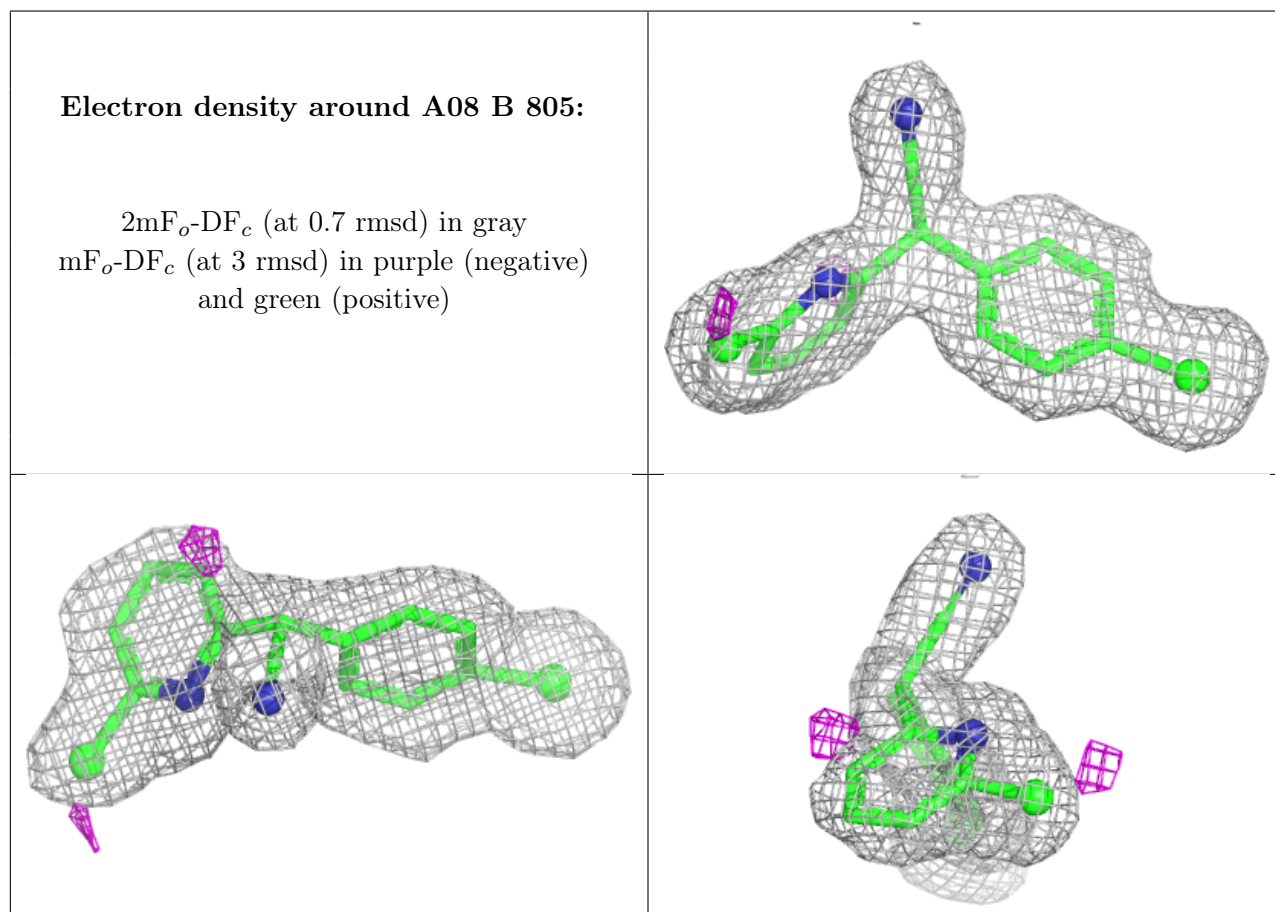 Electron density around A08 B 805:
2mFₒ-DF𝒸 (at 0.7 rmsd) in gray
mFₒ-DF𝒸 (at 3 rmsd) in purple (negative)
and green (positive)